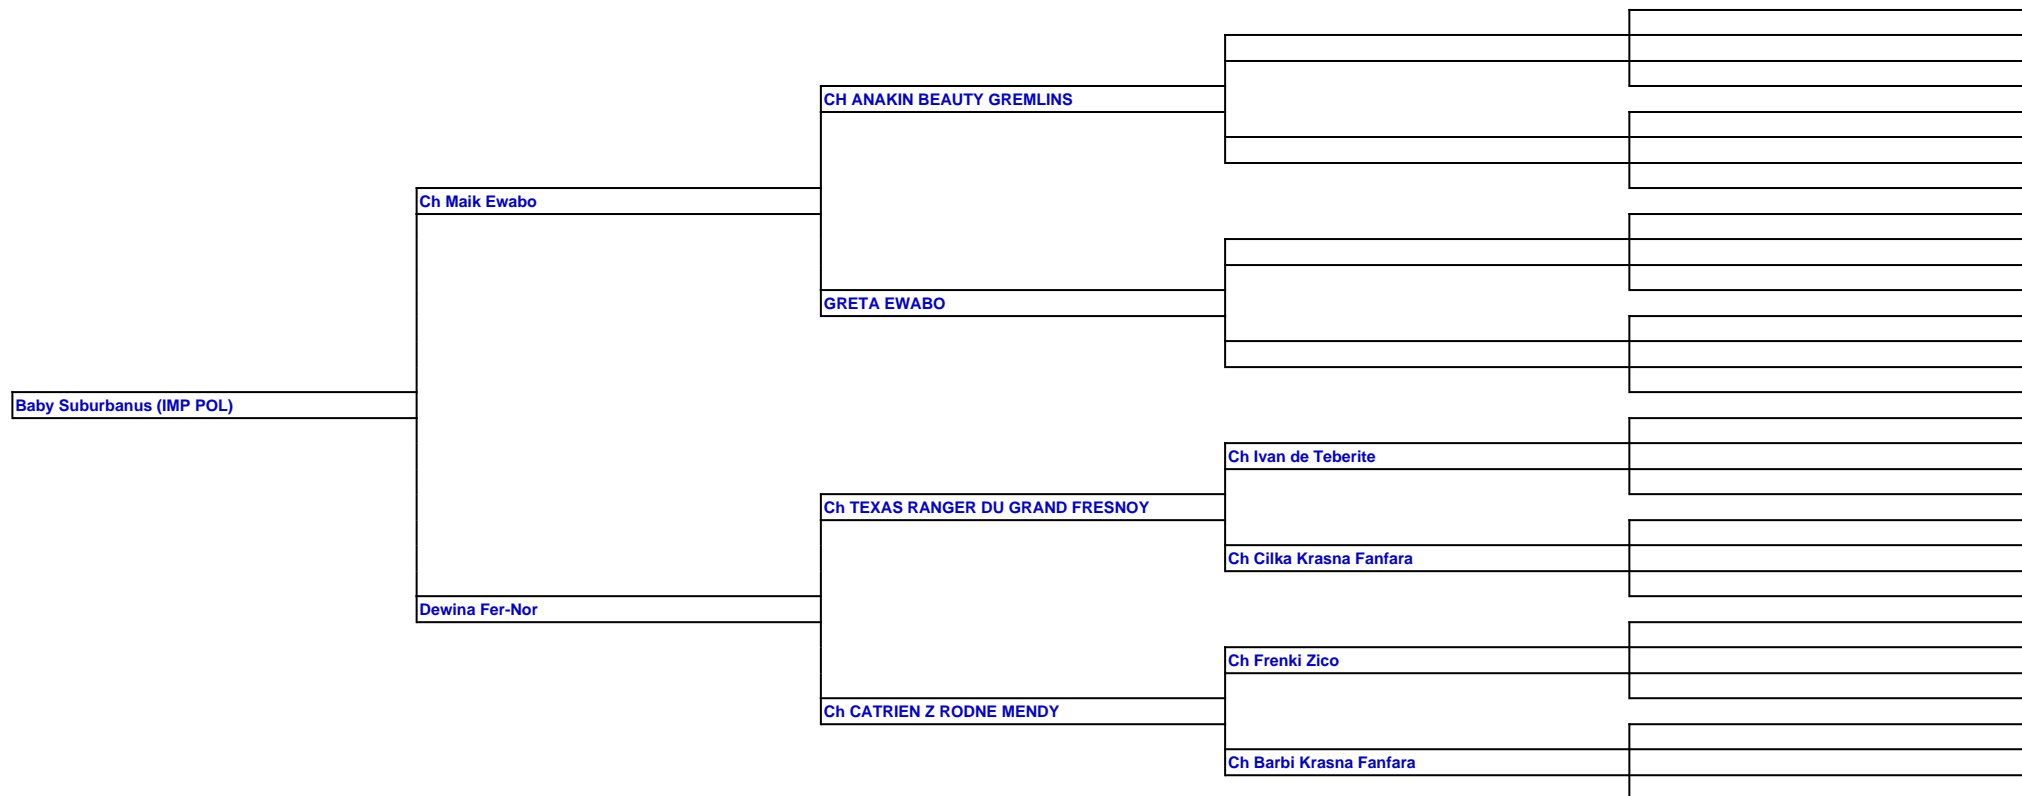 CH ANAKIN BEAUTY GREMLINS
Ch Maik Ewabo
GRETA EWABO
Baby Suburbanus (IMP POL)
Ch Ivan de Teberite
Ch TEXAS RANGER DU GRAND FRESNOY
Ch Cilka Krasna Fanfara
Dewina Fer-Nor
Ch Frenki Zico
Ch CATRIEN Z RODNE MENDY
Ch Barbi Krasna Fanfara